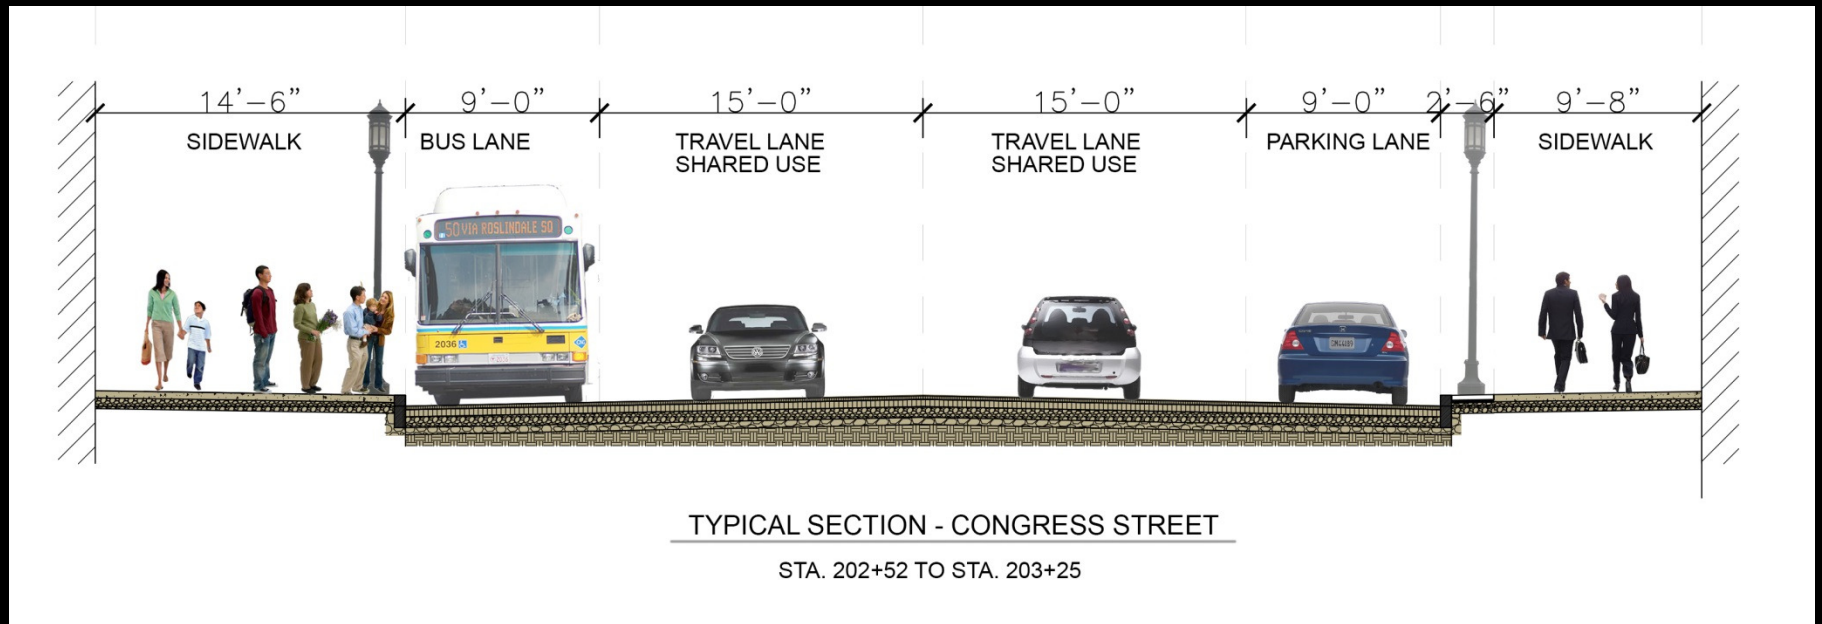 14'-6"
9'-0"
15'-0"
15'-0"
9'-0"
2'-6"
9'-8"
SIDEWALK
BUS LANE
TRAVEL LANE
SHARED USE
TRAVEL LANE
SHARED USE
PARKING LANE
SIDEWALK
50 VIA ROSLINDALE SQ
2036
TYPICAL SECTION - CONGRESS STREET
STA. 202+52 TO STA. 203+25